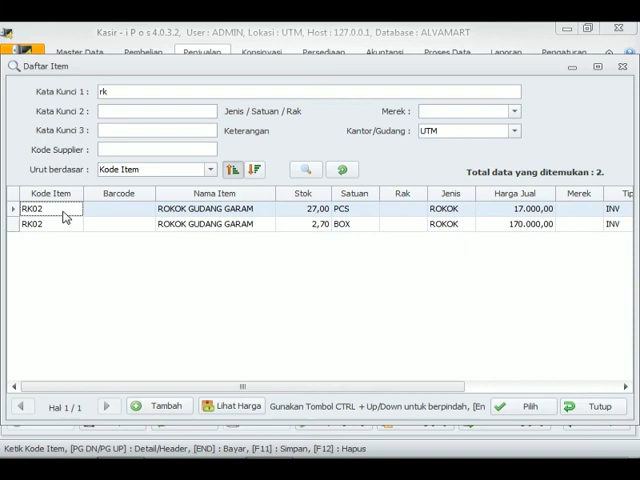 Kasir - i P o s 4.0.3.2, User : ADMIN, Lokasi : UTM, Host : 127.0.0.1, Database : ALVAMART
Master Data Pembelian Penjualan Konsinyasi Persediaan Akuntansi Proses Data Laporan Pengaturan
Daftar Item
Kata Kunci 1 : rk
Kata Kunci 2 : Jenis / Satuan / Rak Merek :
Kata Kunci 3 : Keterangan Kantor/Gudang : UTM
Kode Supplier :
Urut berdasar : Kode Item Total data yang ditemukan : 2.
Kode Item Barcode Nama Item Stok Satuan Rak Jenis Harga Jual Merek Tip
RK02 ROKOK GUDANG GARAM 27,00 PCS ROKOK 17.000,00 INV
RK02 ROKOK GUDANG GARAM 2,70 BOX ROKOK 170.000,00 INV
Hal 1 / 1 Tambah Lihat Harga Gunakan Tombol CTRL + Up/Down untuk berpindah, [En Pilih Tutup
Ketik Kode Item, [PG DN/PG UP] : Detail/Header, [END] : Bayar, [F11] : Simpan, [F12] : Hapus